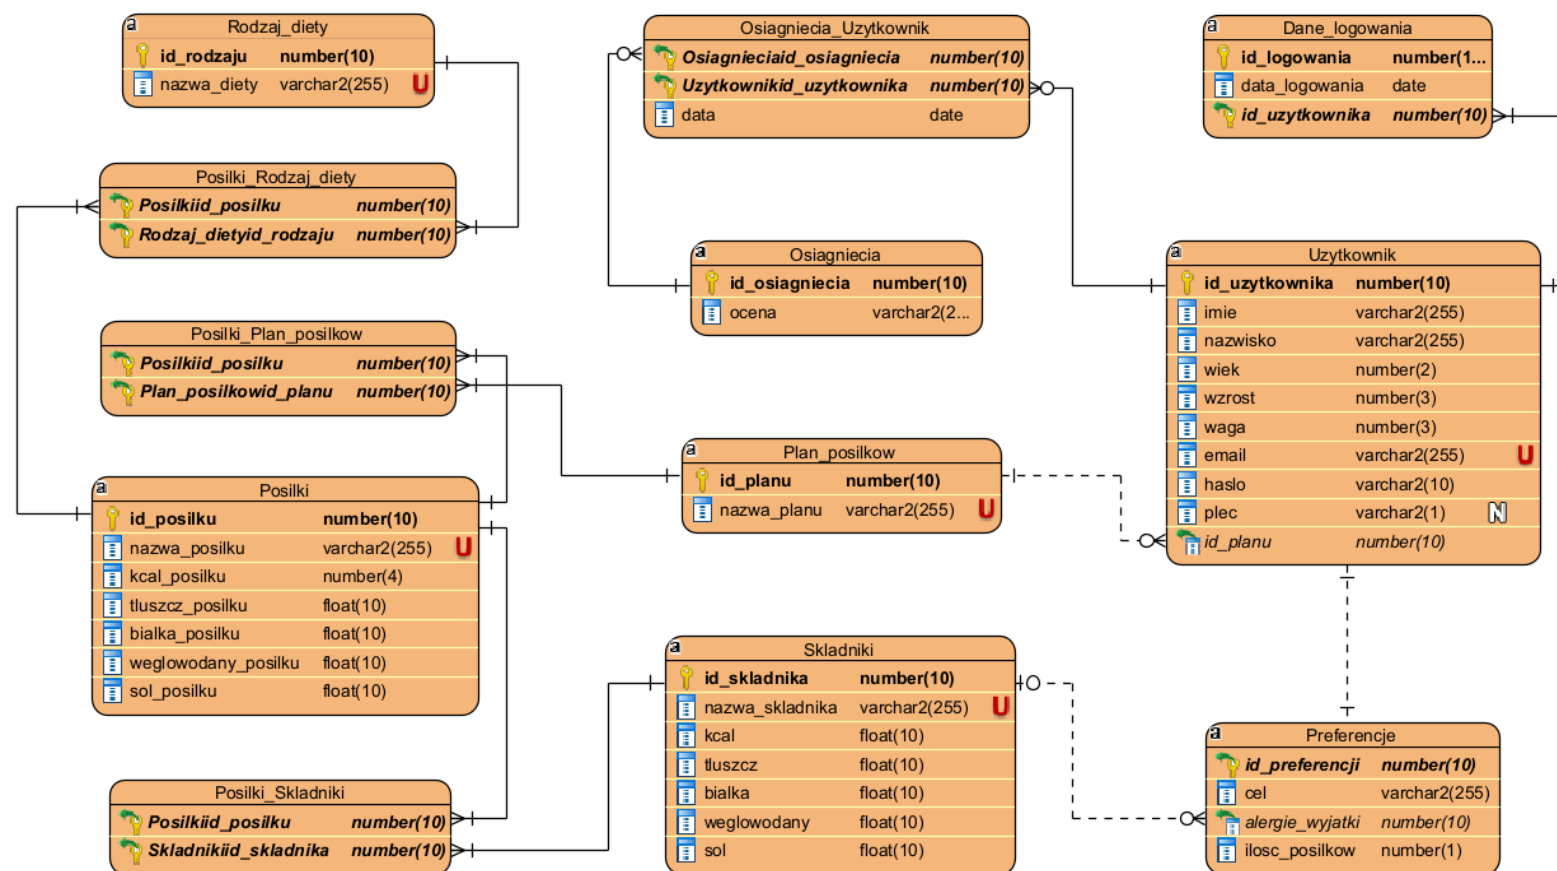 a Rodzaj_diety
id_rodzaju number(10)
nazwa_diety varchar2(255) U
Osiagniecia_Uzytkownik
Osiagnieciaid_osiagniecia number(10)
Uzytkownikid_uzytkownika number(10)
data date
a Dane_logowania
id_logowania number(1...
data_logowania date
id_uzytkownika number(10)
Posilki_Rodzaj_diety
Posilkiid_posilku number(10)
Rodzaj_dietyid_rodzaju number(10)
a Osiagniecia
id_osiagniecia number(10)
ocena varchar2(2...
a Uzytkownik
id_uzytkownika number(10)
imie varchar2(255)
nazwisko varchar2(255)
wiek number(2)
wzrost number(3)
waga number(3)
email varchar2(255) U
haslo varchar2(10)
plec varchar2(1) N
id_planu number(10)
Posilki_Plan_posilkow
Posilkiid_posilku number(10)
Plan_posilkowid_planu number(10)
a Plan_posilkow
id_planu number(10)
nazwa_planu varchar2(255) U
a Posilki
id_posilku number(10)
nazwa_posilku varchar2(255) U
kcal_posilku number(4)
tluszcz_posilku float(10)
bialka_posilku float(10)
weglowodany_posilku float(10)
sol_posilku float(10)
a Skladniki
id_skladnika number(10)
nazwa_skladnika varchar2(255) U
kcal float(10)
tluszcz float(10)
bialka float(10)
weglowodany float(10)
sol float(10)
a Preferencje
id_preferencji number(10)
cel varchar2(255)
alergie_wyjatki number(10)
ilosc_posilkow number(1)
Posilki_Skladniki
Posilkiid_posilku number(10)
Skladnikiid_skladnika number(10)